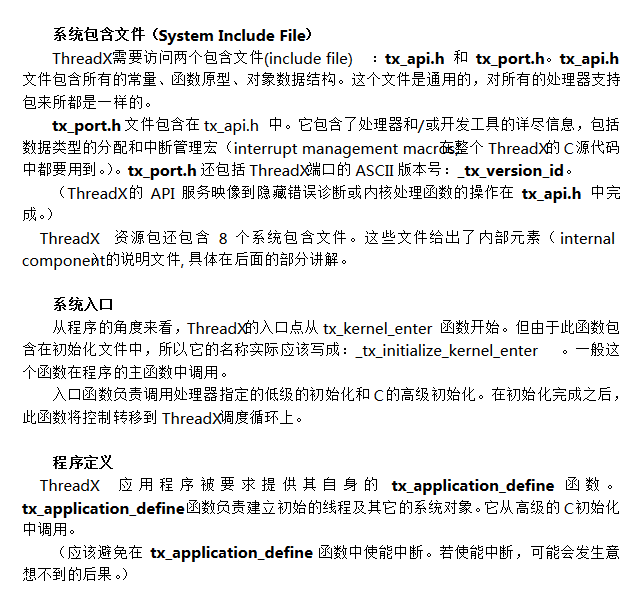 系统包含文件（System Include File）
ThreadX需要访问两个包含文件(include file) ：tx_api.h 和 tx_port.h。tx_api.h
文件包含所有的常量、函数原型、对象数据结构。这个文件是通用的，对所有的处理器支持
包来所都是一样的。
tx_port.h 文件包含在 tx_api.h 中。它包含了处理器和/或开发工具的详尽信息，包括
数据类型的分配和中断管理宏（interrupt management macros,在整个 ThreadX的 C 源代码
中都要用到。）。tx_port.h 还包括 ThreadX端口的 ASCII 版本号：_tx_version_id。
（ThreadX的 API 服务映像到隐藏错误诊断或内核处理函数的操作在 tx_api.h 中完
成。）
ThreadX 资源包还包含 8 个系统包含文件。这些文件给出了内部元素（ internal
component）的说明文件, 具体在后面的部分讲解。
系统入口
从程序的角度来看，ThreadX的入口点从 tx_kernel_enter 函数开始。但由于此函数包
含在初始化文件中，所以它的名称实际应该写成：_tx_initialize_kernel_enter 。一般这
个函数在程序的主函数中调用。
入口函数负责调用处理器指定的低级的初始化和 C 的高级初始化。在初始化完成之后，
此函数将控制转移到 ThreadX调度循环上。
程序定义
ThreadX 应用程序被要求提供其自身的 tx_application_define 函数。
tx_application_define函数负责建立初始的线程及其它的系统对象。它从高级的 C初始化
中调用。
（应该避免在 tx_application_define 函数中使能中断。若使能中断，可能会发生意
想不到的后果。）